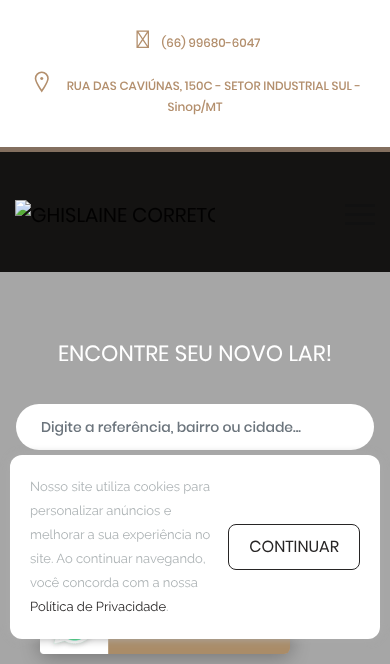 (66) 99680-6047
RUA DAS CAVIÚNAS, 150C - SETOR INDUSTRIAL SUL -
Sinop/MT
GHISLAINE CORRETO
ENCONTRE SEU NOVO LAR!
Digite a referência, bairro ou cidade...
Nosso site utiliza cookies para
personalizar anúncios e
melhorar a sua experiência no
site. Ao continuar navegando,
você concorda com a nossa
Política de Privacidade.
CONTINUAR